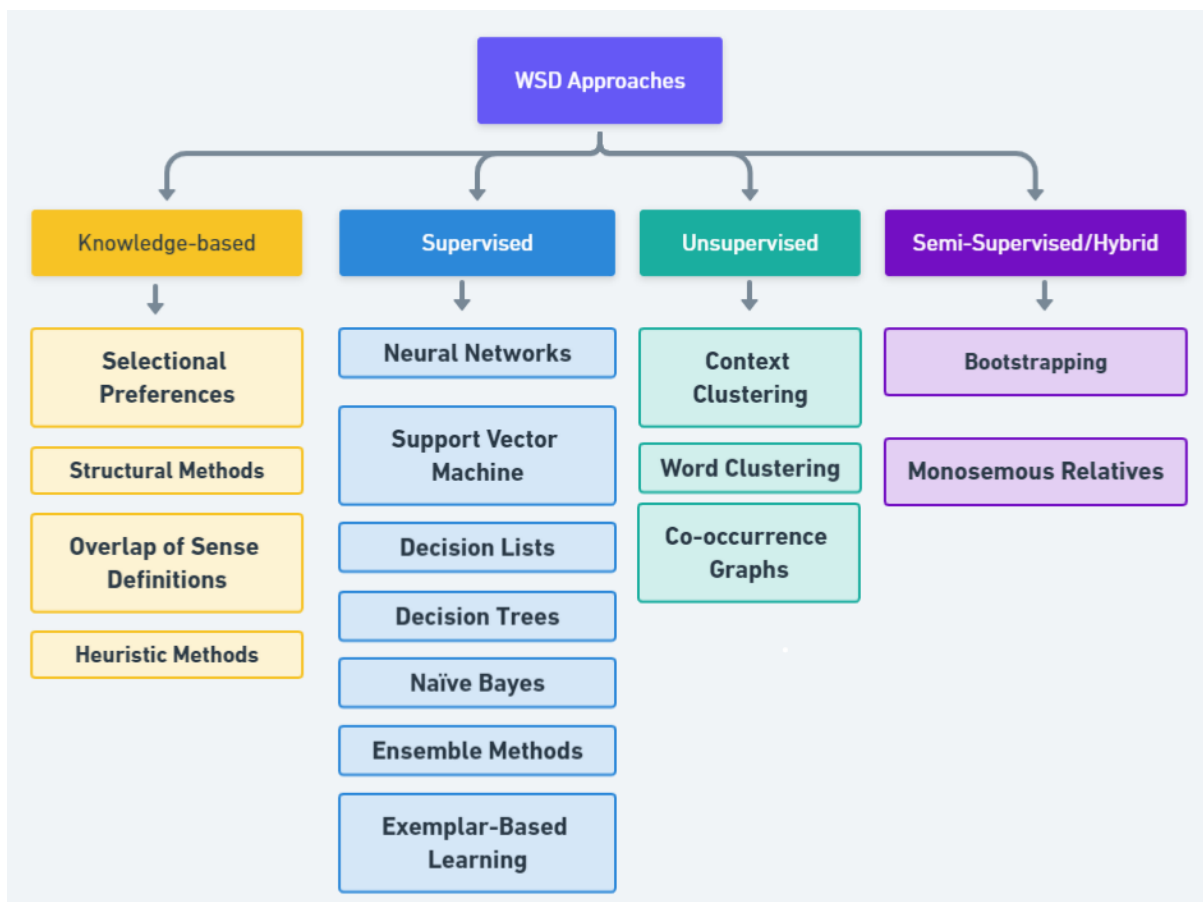 WSD Approaches
Knowledge-based
Selectional
Preferences
Structural Methods
Overlap of Sense
Definitions
Heuristic Methods
Supervised
Neural Networks
Support Vector
Machine
Decision Lists
Decision Trees
Naïve Bayes
Ensemble Methods
Exemplar-Based
Learning
Unsupervised
Context
Clustering
Word Clustering
Co-occurrence
Graphs
Semi-Supervised/Hybrid
Bootstrapping
Monosemous Relatives